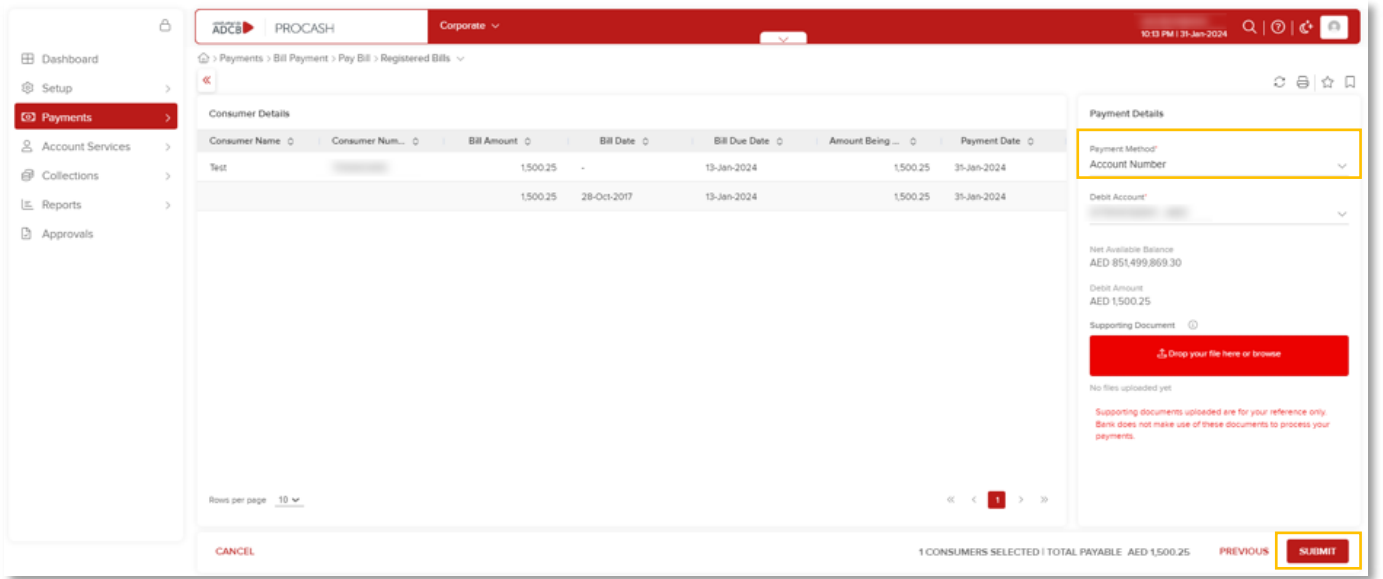 ADCB PROCASH
Corporate
10:13 PM | 31-Jan-2024
Dashboard
Setup
Payments
Account Services
Collections
Reports
Approvals
Payments > Bill Payment > Pay Bill > Registered Bills
Consumer Details
Consumer Name Consumer Num... Bill Amount Bill Date Bill Due Date Amount Being ... Payment Date
Test 1,500.25 - 13-Jan-2024 1,500.25 31-Jan-2024
1,500.25 28-Oct-2017 13-Jan-2024 1,500.25 31-Jan-2024
Rows per page 10
1
Payment Details
Payment Method*
Account Number
Debit Account*
Net Available Balance
AED 851,499,869.30
Debit Amount
AED 1,500.25
Supporting Document
Drop your file here or browse
No files uploaded yet
Supporting documents uploaded are for your reference only.
Bank does not make use of these documents to process your
payments.
CANCEL
1 CONSUMERS SELECTED | TOTAL PAYABLE AED 1,500.25
PREVIOUS
SUBMIT